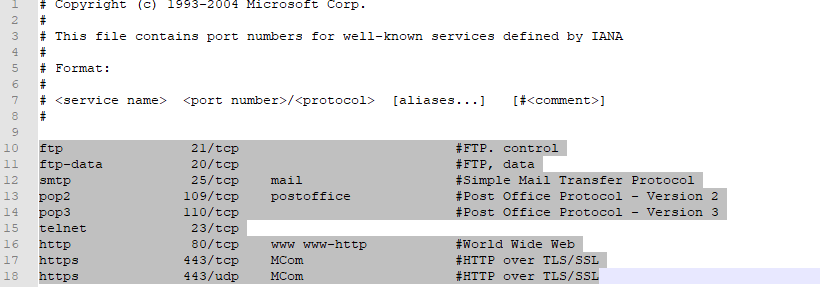 1 # Copyright (c) 1993-2004 Microsoft Corp.
2 #
3 # This file contains port numbers for well-known services defined by IANA
4 #
5 # Format:
6 #
7 # <service name>  <port number>/<protocol>  [aliases...]   [#<comment>]
8 #
9
10 ftp                21/tcp                           #FTP. control
11 ftp-data           20/tcp                           #FTP, data
12 smtp               25/tcp    mail                   #Simple Mail Transfer Protocol
13 pop2              109/tcp    postoffice             #Post Office Protocol - Version 2
14 pop3              110/tcp                           #Post Office Protocol - Version 3
15 telnet             23/tcp
16 http               80/tcp    www www-http           #World Wide Web
17 https             443/tcp    MCom                   #HTTP over TLS/SSL
18 https             443/udp    MCom                   #HTTP over TLS/SSL